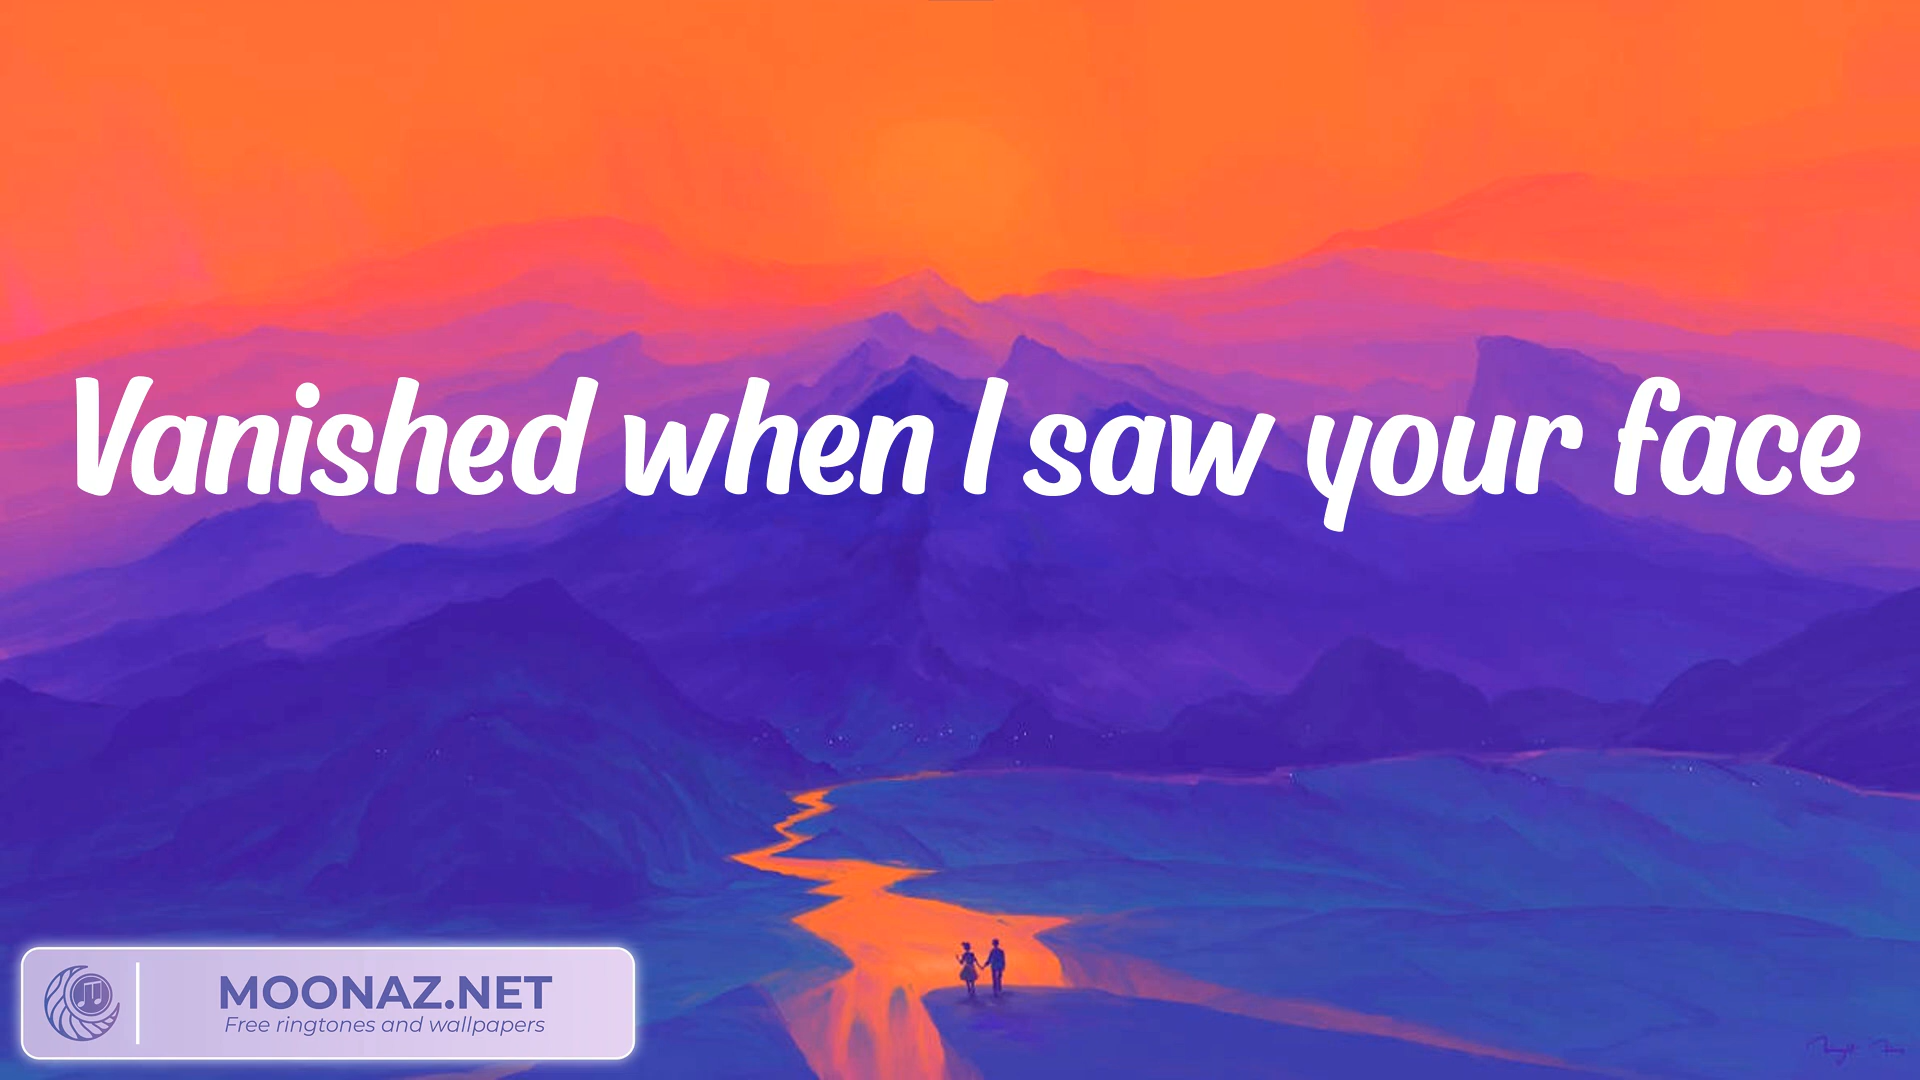 Vanished when I saw your face
MOONAZ.NET
Free ringtones and wallpapers